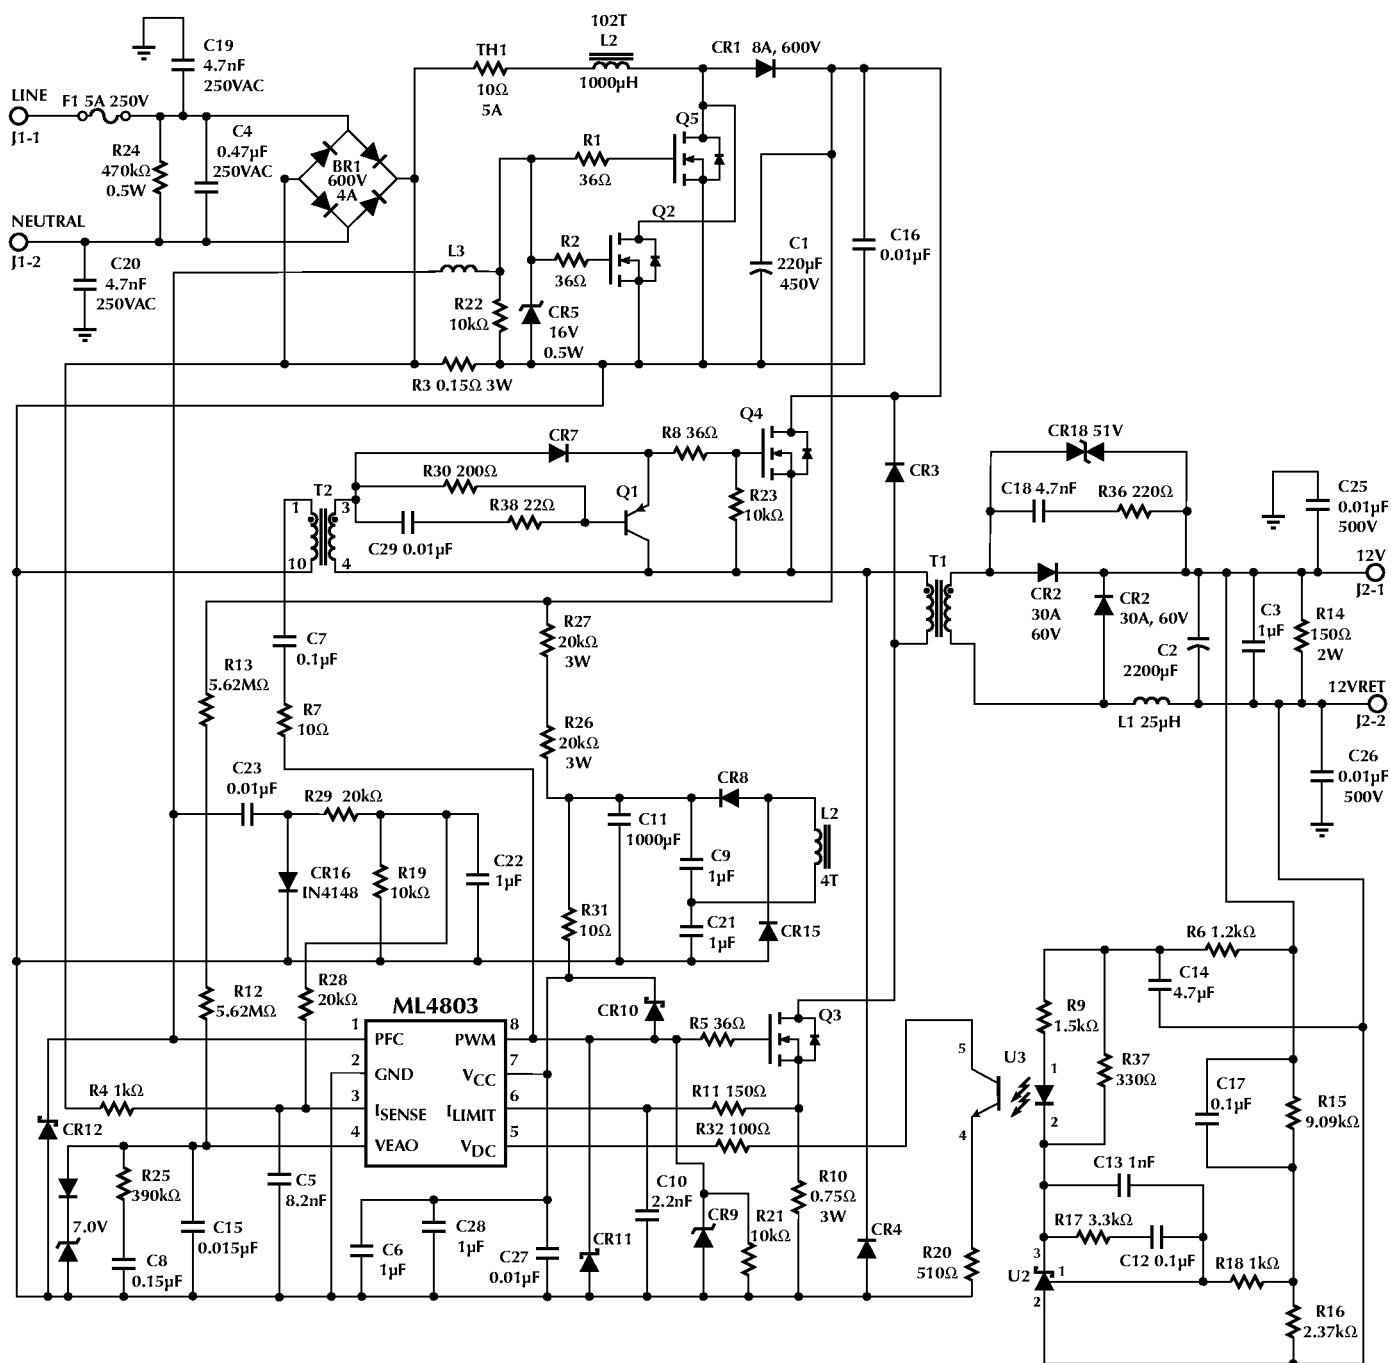 C19
4.7nF
250VAC
LINE
J1-1
F1 5A 250V
R24
470kΩ
0.5W
C4
0.47µF
250VAC
BR1
600V
4A
NEUTRAL
J1-2
C20
4.7nF
250VAC
TH1
10Ω
5A
102T
L2
1000µH
CR1 8A, 600V
Q5
R1
36Ω
Q2
R2
36Ω
L3
R22
10kΩ
CR5
16V
0.5W
C1
220µF
450V
C16
0.01µF
R3 0.15Ω 3W
CR7
R8 36Ω
Q4
R30 200Ω
R38 22Ω
Q1
C29 0.01µF
R23
10kΩ
T2
1
3
10
4
CR3
CR18 51V
C18 4.7nF
R36 220Ω
C25
0.01µF
500V
12V
J2-1
T1
CR2
30A
60V
CR2
30A, 60V
C2
2200µF
C3
1µF
R14
150Ω
2W
12VRET
J2-2
L1 25µH
C26
0.01µF
500V
R27
20kΩ
3W
C7
0.1µF
R13
5.62MΩ
R7
10Ω
R26
20kΩ
3W
C23
0.01µF
R29 20kΩ
CR16
IN4148
R19
10kΩ
C22
1µF
C11
1000µF
CR8
L2
4T
C9
1µF
C21
1µF
CR15
R31
10Ω
R12
5.62MΩ
R28
20kΩ
ML4803
1 PFC PWM 8
2 GND VCC 7
3 ISENSE ILIMIT 6
4 VEAO VDC 5
CR10
R5 36Ω
Q3
R11 150Ω
R32 100Ω
R4 1kΩ
CR12
R25
390kΩ
7.0V
C8
0.15µF
C15
0.015µF
C5
8.2nF
C6
1µF
C28
1µF
C27
0.01µF
CR11
C10
2.2nF
CR9
R21
10kΩ
R10
0.75Ω
3W
CR4
R20
510Ω
5
4
U3
1
2
R9
1.5kΩ
R37
330Ω
R6 1.2kΩ
C14
4.7µF
C17
0.1µF
R15
9.09kΩ
C13 1nF
R17 3.3kΩ
C12 0.1µF
R18 1kΩ
U2
3
1
2
R16
2.37kΩ